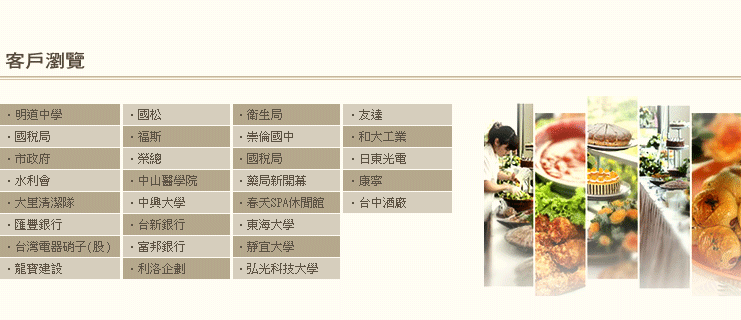 客戶瀏覽
・明道中學 ・國松 ・衛生局 ・友達
・國稅局 ・福斯 ・崇倫國中 ・和大工業
・市政府 ・榮總 ・國稅局 ・日東光電
・水利會 ・中山醫學院 ・藥局新開幕 ・康寧
・大里清潔隊 ・中興大學 ・春天SPA休閒館 ・台中酒廠
・匯豐銀行 ・台新銀行 ・東海大學
・台灣電器硝子(股) ・富邦銀行 ・靜宜大學
・龍寶建設 ・利洛企劃 ・弘光科技大學